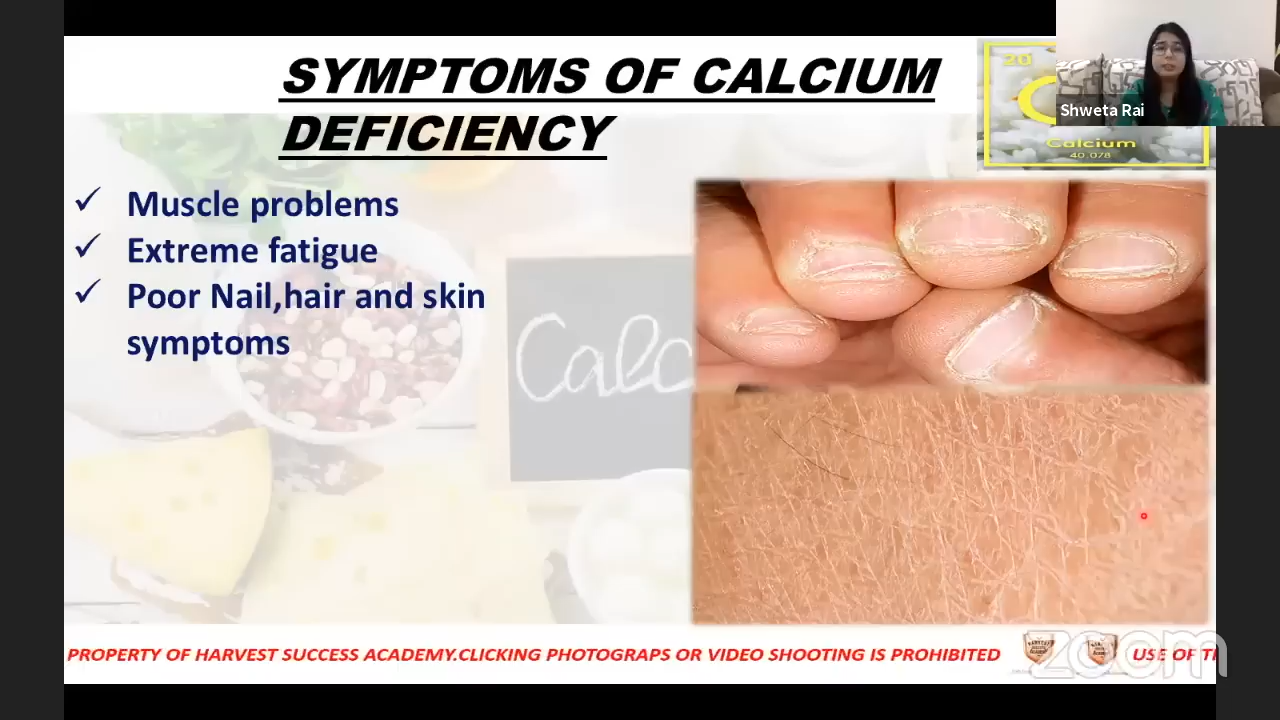 SYMPTOMS OF CALCIUM
DEFICIENCY
20
Calcium
40.078
Shweta Rai
Muscle problems
Extreme fatigue
Poor Nail,hair and skin
symptoms
Calc
PROPERTY OF HARVEST SUCCESS ACADEMY.CLICKING PHOTOGRAPS OR VIDEO SHOOTING IS PROHIBITED
USE OF
zoom